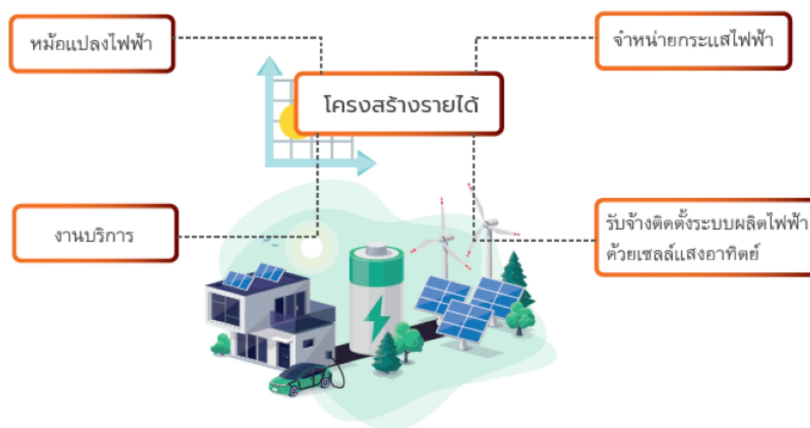 หม้อแปลงไฟฟ้า
จำหน่ายกระแสไฟฟ้า
โครงสร้างรายได้
งานบริการ
รับจ้างติดตั้งระบบผลิตไฟฟ้า
ด้วยเซลล์แสงอาทิตย์